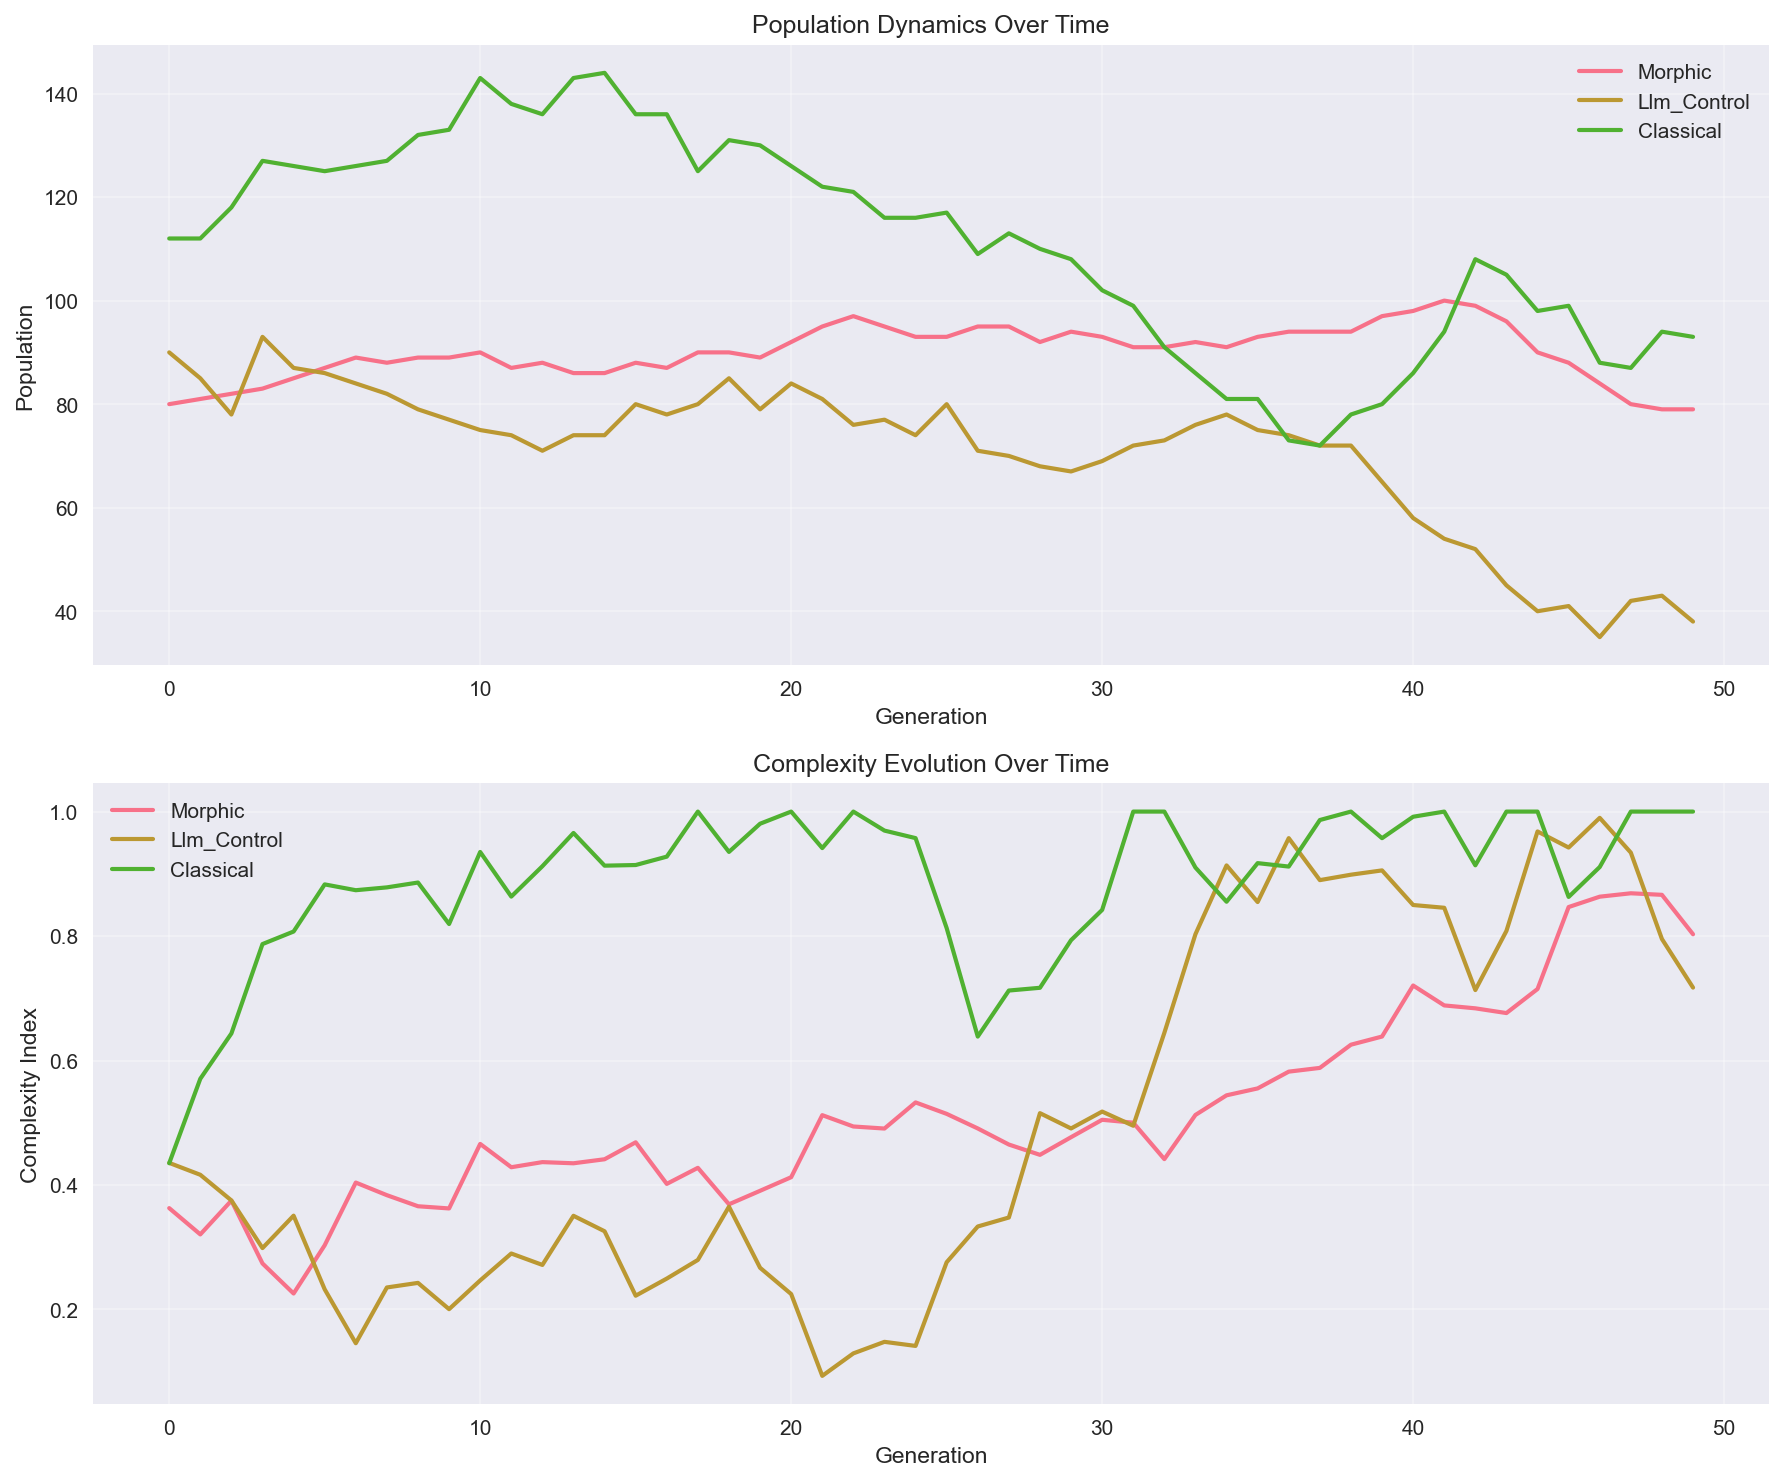 Population Dynamics Over Time
Morphic
Llm_Control
Classical
140
120
100
80
60
40
Population
0 10 20 30 40 50
Generation
Complexity Evolution Over Time
Morphic
Llm_Control
Classical
1.0
0.8
0.6
0.4
0.2
Complexity Index
0 10 20 30 40 50
Generation